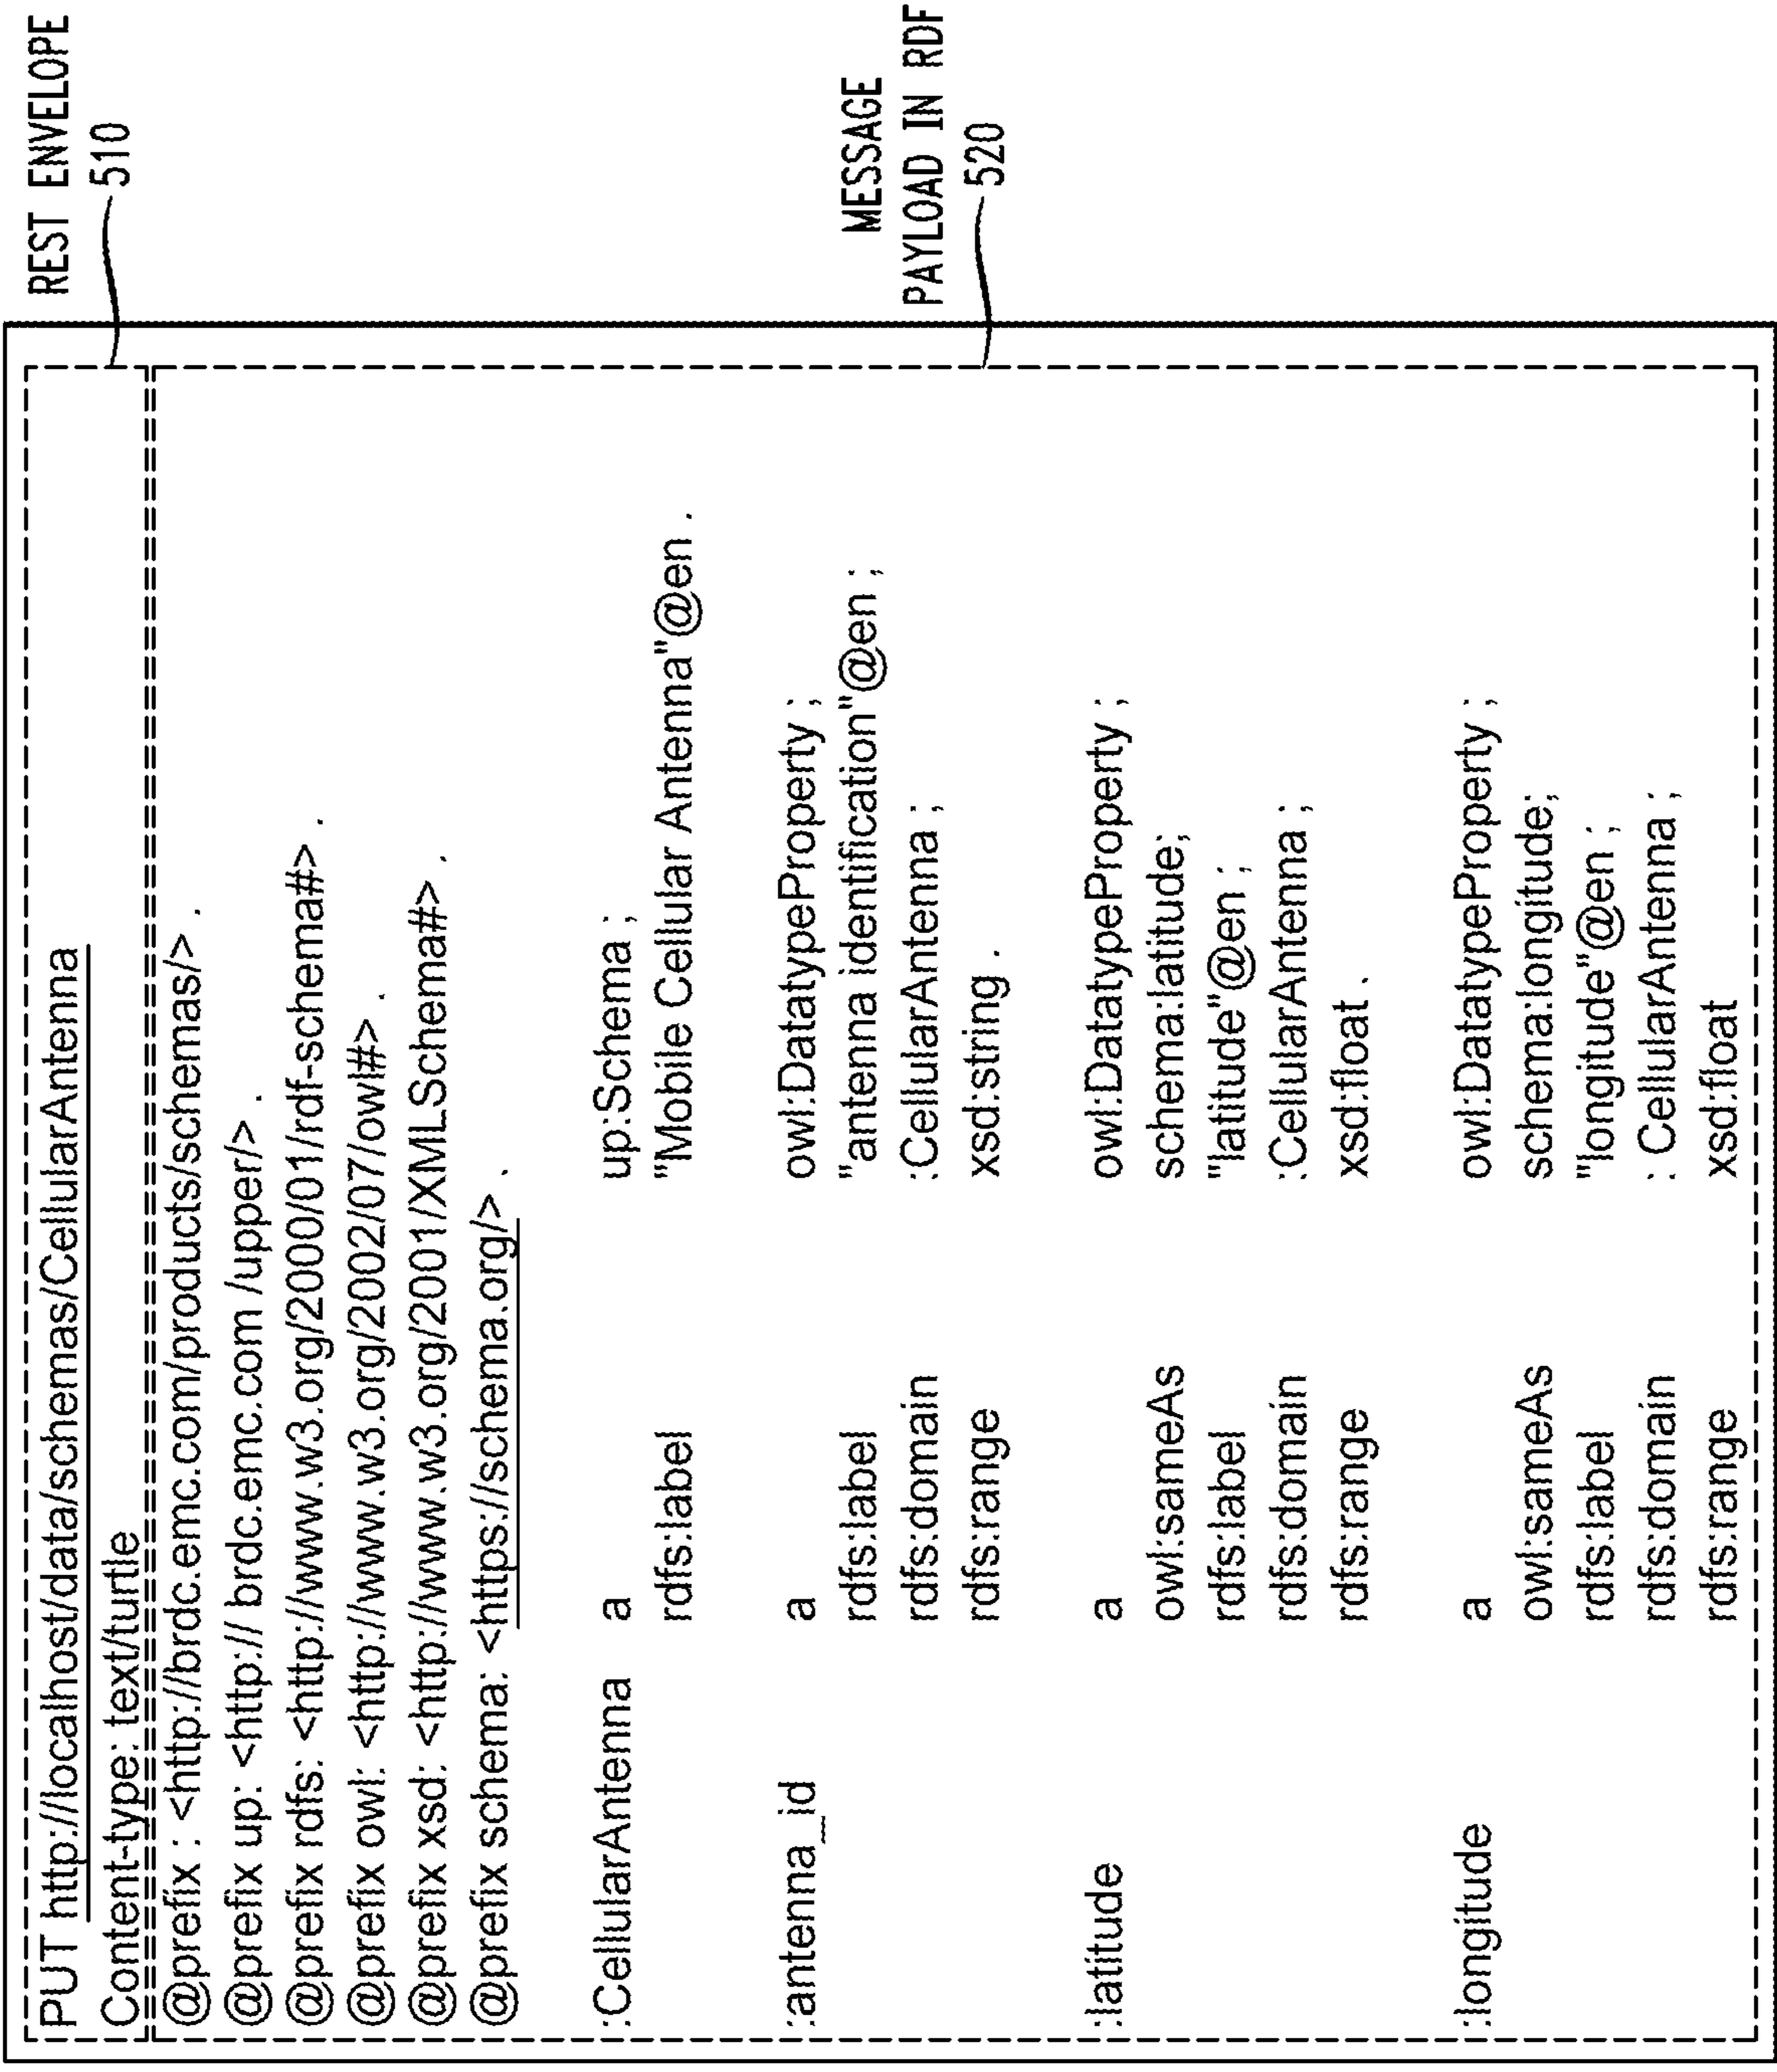 PUT http://localhost/data/schemas/CellularAntenna
Content-type: text/turtle
@prefix : <http://brdc.emc.com/products/schemas/> .
@prefix up: <http:// brdc.emc.com /upper/> .
@prefix rdfs: <http://www.w3.org/2000/01/rdf-schema#> .
@prefix owl: <http://www.w3.org/2002/07/owl#> .
@prefix xsd: <http://www.w3.org/2001/XMLSchema#> .
@prefix schema: <https://schema.org/> .
:CellularAntenna a up:Schema ;
rdfs:label "Mobile Cellular Antenna"@en .
:antenna_id a owl:DatatypeProperty ;
rdfs:label "antenna identification"@en ;
rdfs:domain :CellularAntenna ;
rdfs:range xsd:string .
:latitude a owl:DatatypeProperty ;
owl:sameAs schema:latitude;
rdfs:label "latitude"@en ;
rdfs:domain :CellularAntenna ;
rdfs:range xsd:float .
:longitude a owl:DatatypeProperty ;
owl:sameAs schema:longitude;
rdfs:label "longitude"@en ;
rdfs:domain : CellularAntenna ;
rdfs:range xsd:float
REST ENVELOPE
510
MESSAGE
PAYLOAD IN RDF
520